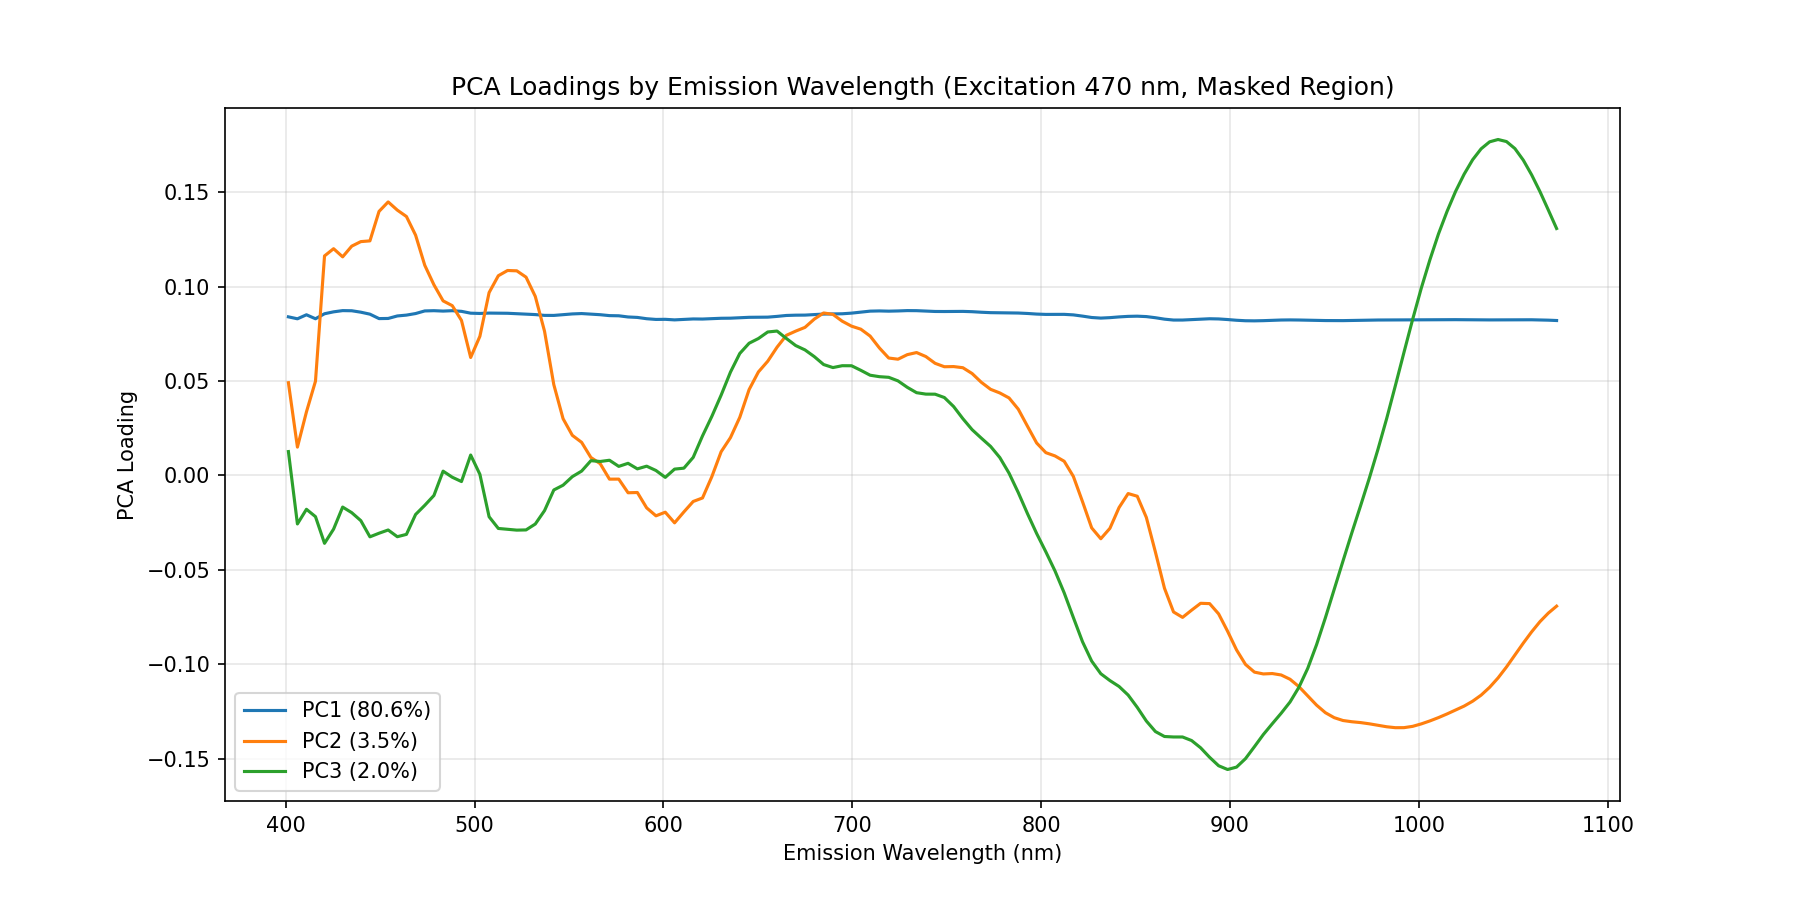 PCA Loadings by Emission Wavelength (Excitation 470 nm, Masked Region)
PCA Loading
0.15
0.10
0.05
0.00
−0.05
−0.10
−0.15
PC1 (80.6%)
PC2 (3.5%)
PC3 (2.0%)
400 500 600 700 800 900 1000 1100
Emission Wavelength (nm)